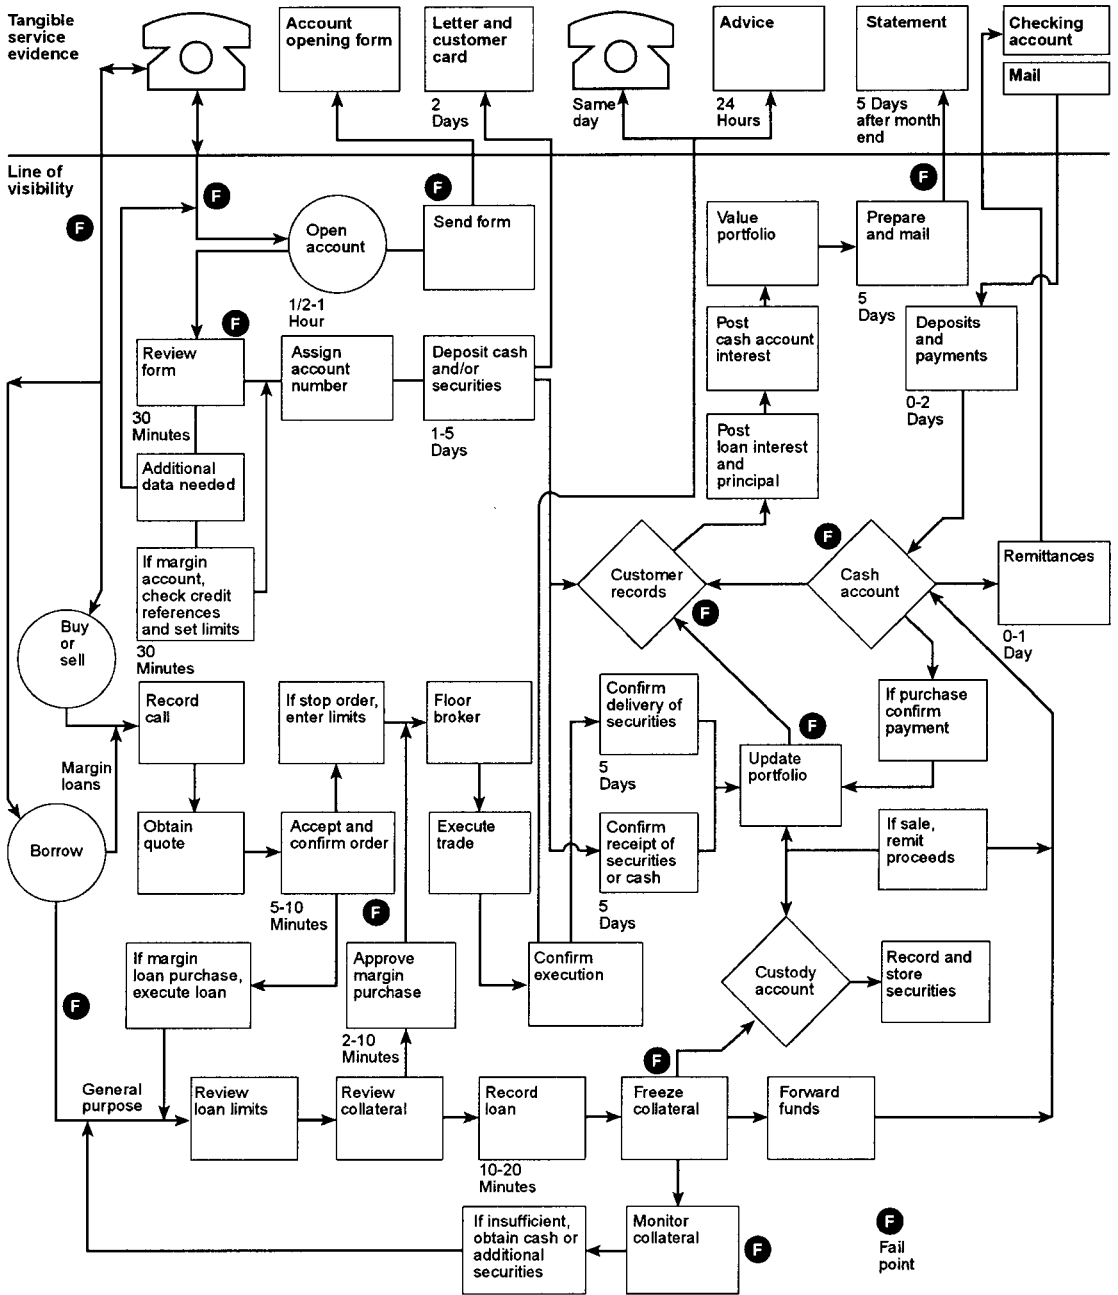 Tangible
service
evidence
Account
opening form
Letter and
customer
card
2
Days
Same
day
Advice
24
Hours
Statement
5 Days
after month
end
Checking
account
Mail
Line of
visibility
F
F
F
F
Open
account
1/2-1
Hour
Send form
Value
portfolio
Prepare
and mail
5
Days
F
Review
form
30
Minutes
Assign
account
number
Deposit cash
and/or
securities
1-5
Days
Post
cash account
interest
Deposits
and
payments
0-2
Days
Additional
data needed
Post
loan interest
and
principal
If margin
account,
check credit
references
and set limits
30
Minutes
Customer
records
F
F
Cash
account
Remittances
0-1
Day
Buy
or
sell
Record
call
If stop order,
enter limits
Floor
broker
Confirm
delivery of
securities
5
Days
If purchase
confirm
payment
F
Update
portfolio
Margin
loans
Borrow
Obtain
quote
Accept and
confirm order
5-10
Minutes
Execute
trade
Confirm
receipt of
securities
or cash
5
Days
If sale,
remit
proceeds
F
F
If margin
loan purchase,
execute loan
Approve
margin
purchase
2-10
Minutes
Confirm
execution
Custody
account
Record and
store
securities
General
purpose
Review
loan limits
Review
collateral
Record
loan
10-20
Minutes
F
Freeze
collateral
Forward
funds
If insufficient,
obtain cash or
additional
securities
Monitor
collateral
F
F
Fail
point